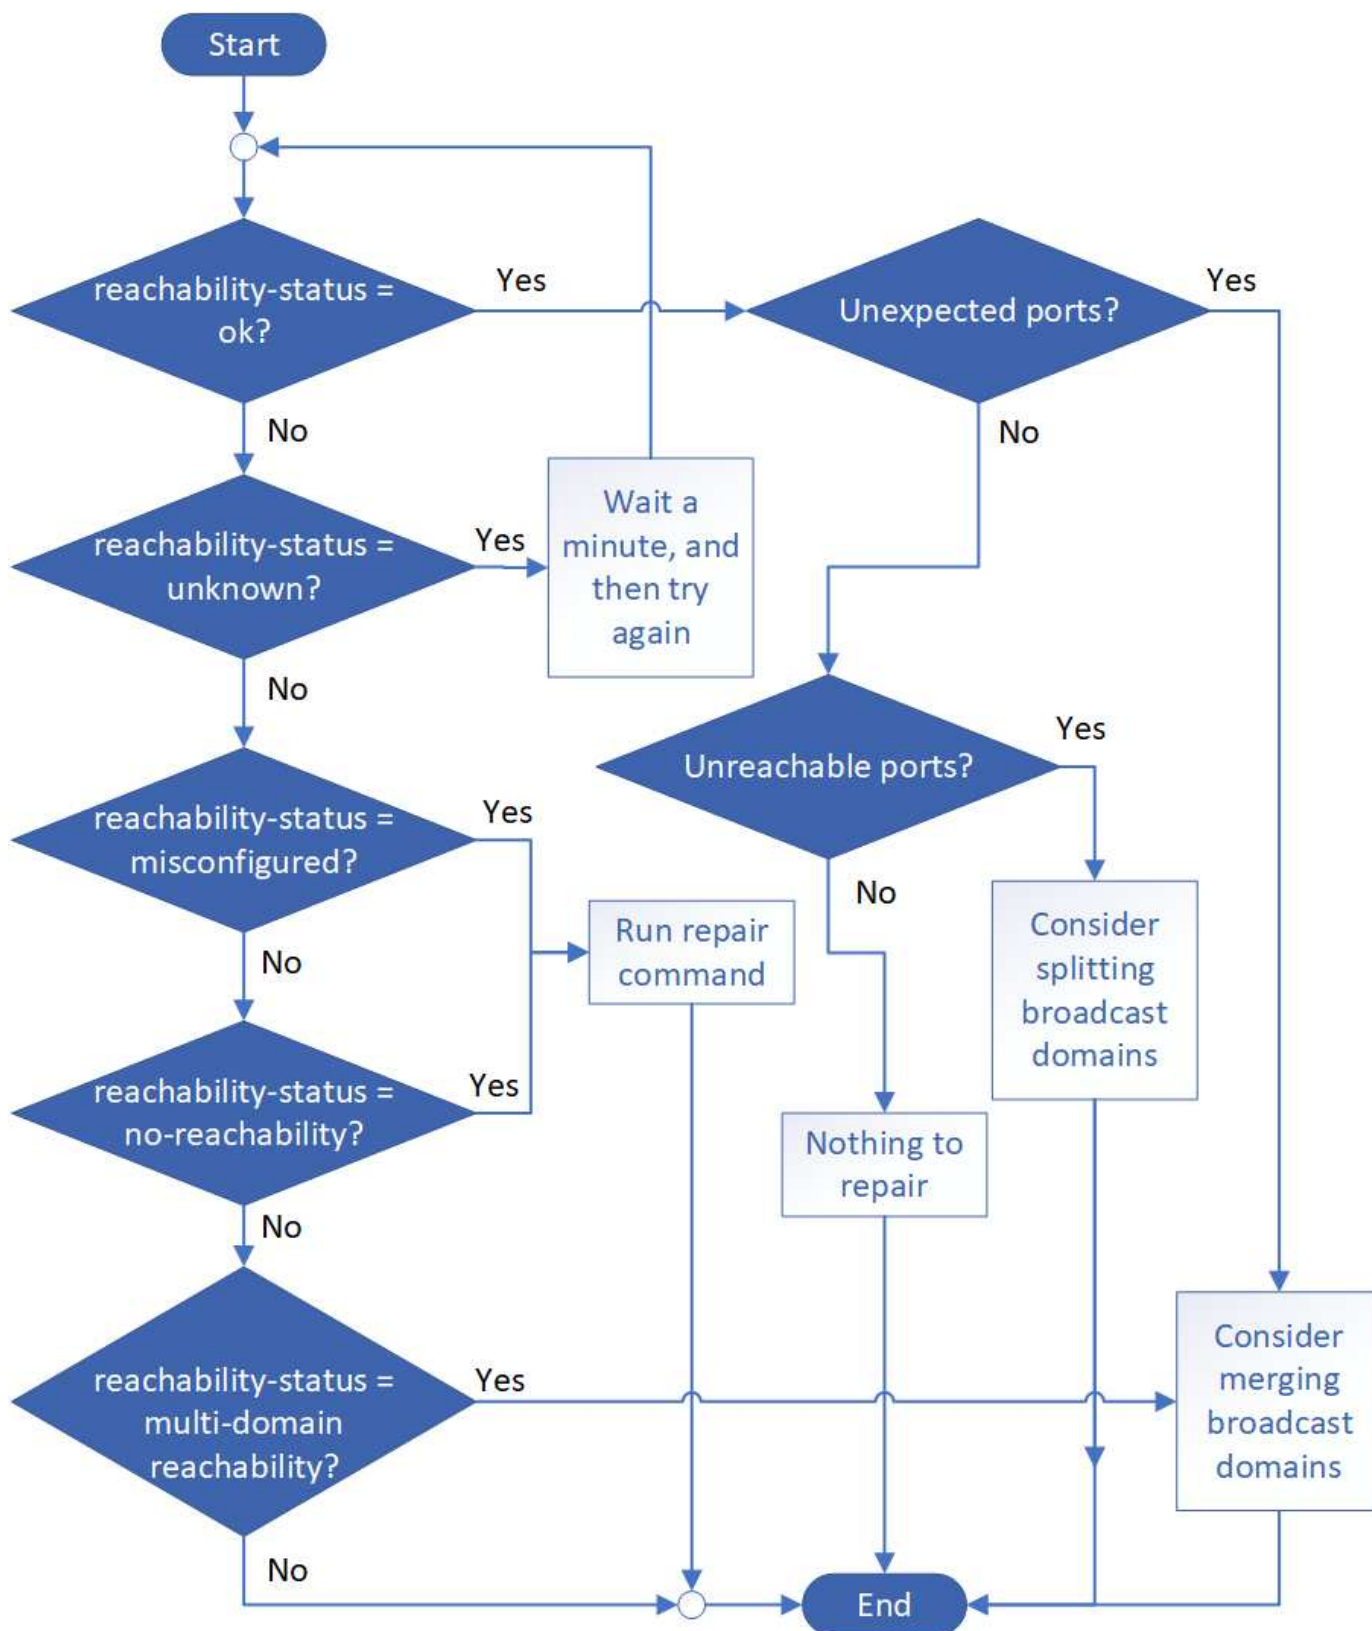 Start
reachability-status =
ok?
Yes
Unexpected ports?
Yes
No
No
reachability-status =
unknown?
Yes
Wait a
minute, and
then try
again
No
Unreachable ports?
Yes
reachability-status =
misconfigured?
Yes
No
Run repair
command
Consider
splitting
broadcast
domains
No
reachability-status =
no-reachability?
Yes
Nothing to
repair
No
reachability-status =
multi-domain
reachability?
Yes
Consider
merging
broadcast
domains
No
End